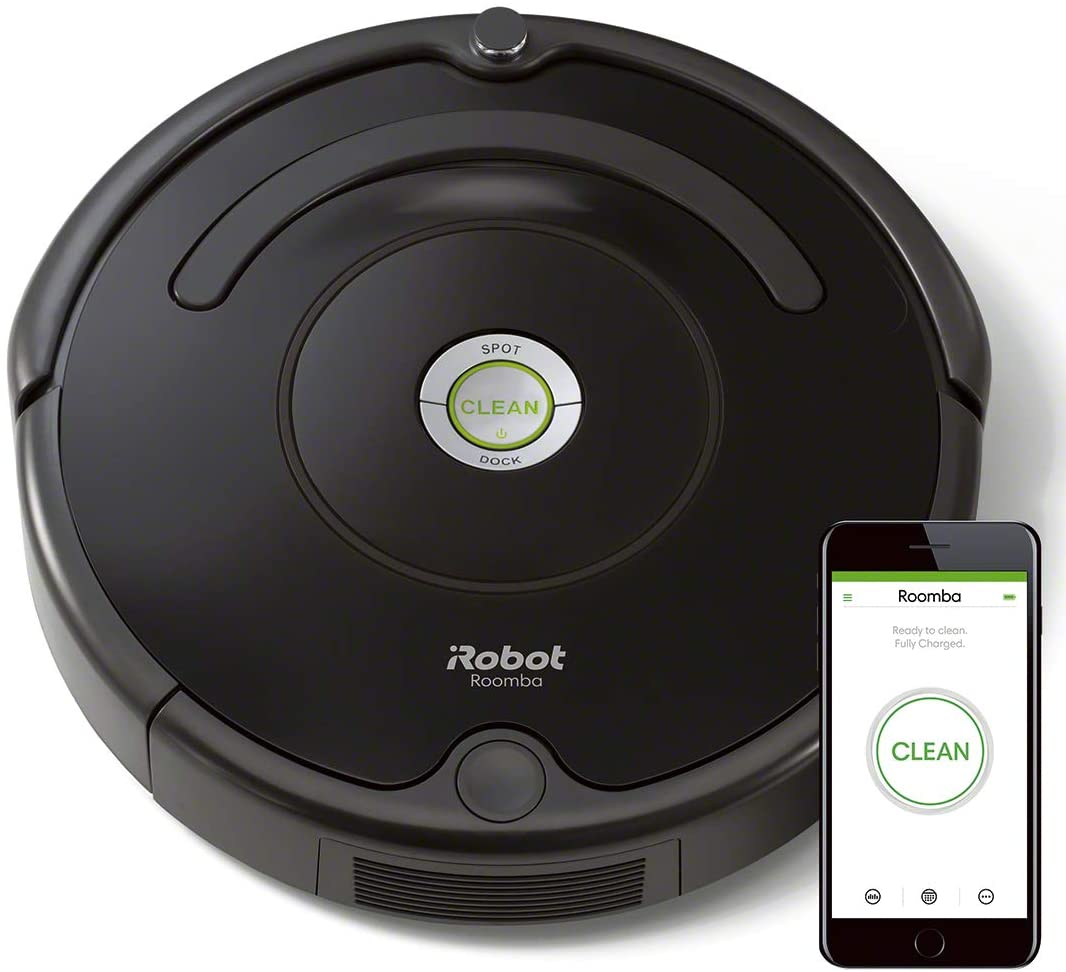 SPOT
CLEAN
DOCK
iRobot
Roomba
Roomba
Ready to clean.
Fully Charged.
CLEAN